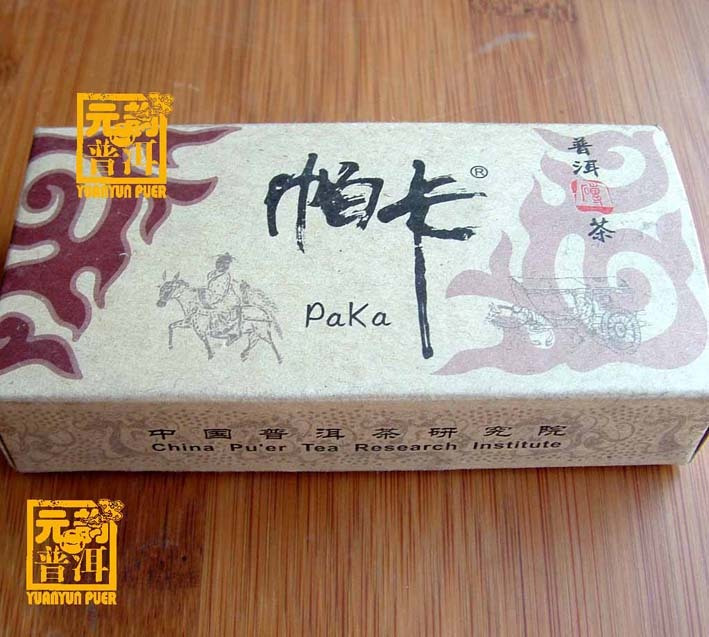 元韵
普洱
YUANYUN PUER
帕卡®
PaKa
普洱
茶
中国普洱茶研究院
China Pu'er Tea Research Institute
元韵
普洱
YUANYUN PUER